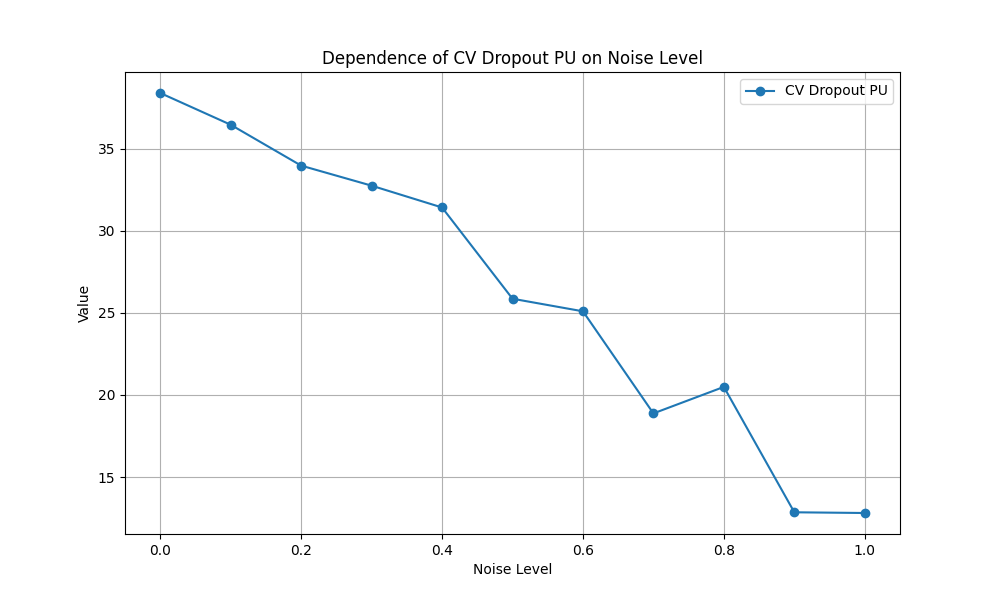 Dependence of CV Dropout PU on Noise Level
CV Dropout PU
35
30
25
20
15
Value
0.0 0.2 0.4 0.6 0.8 1.0
Noise Level